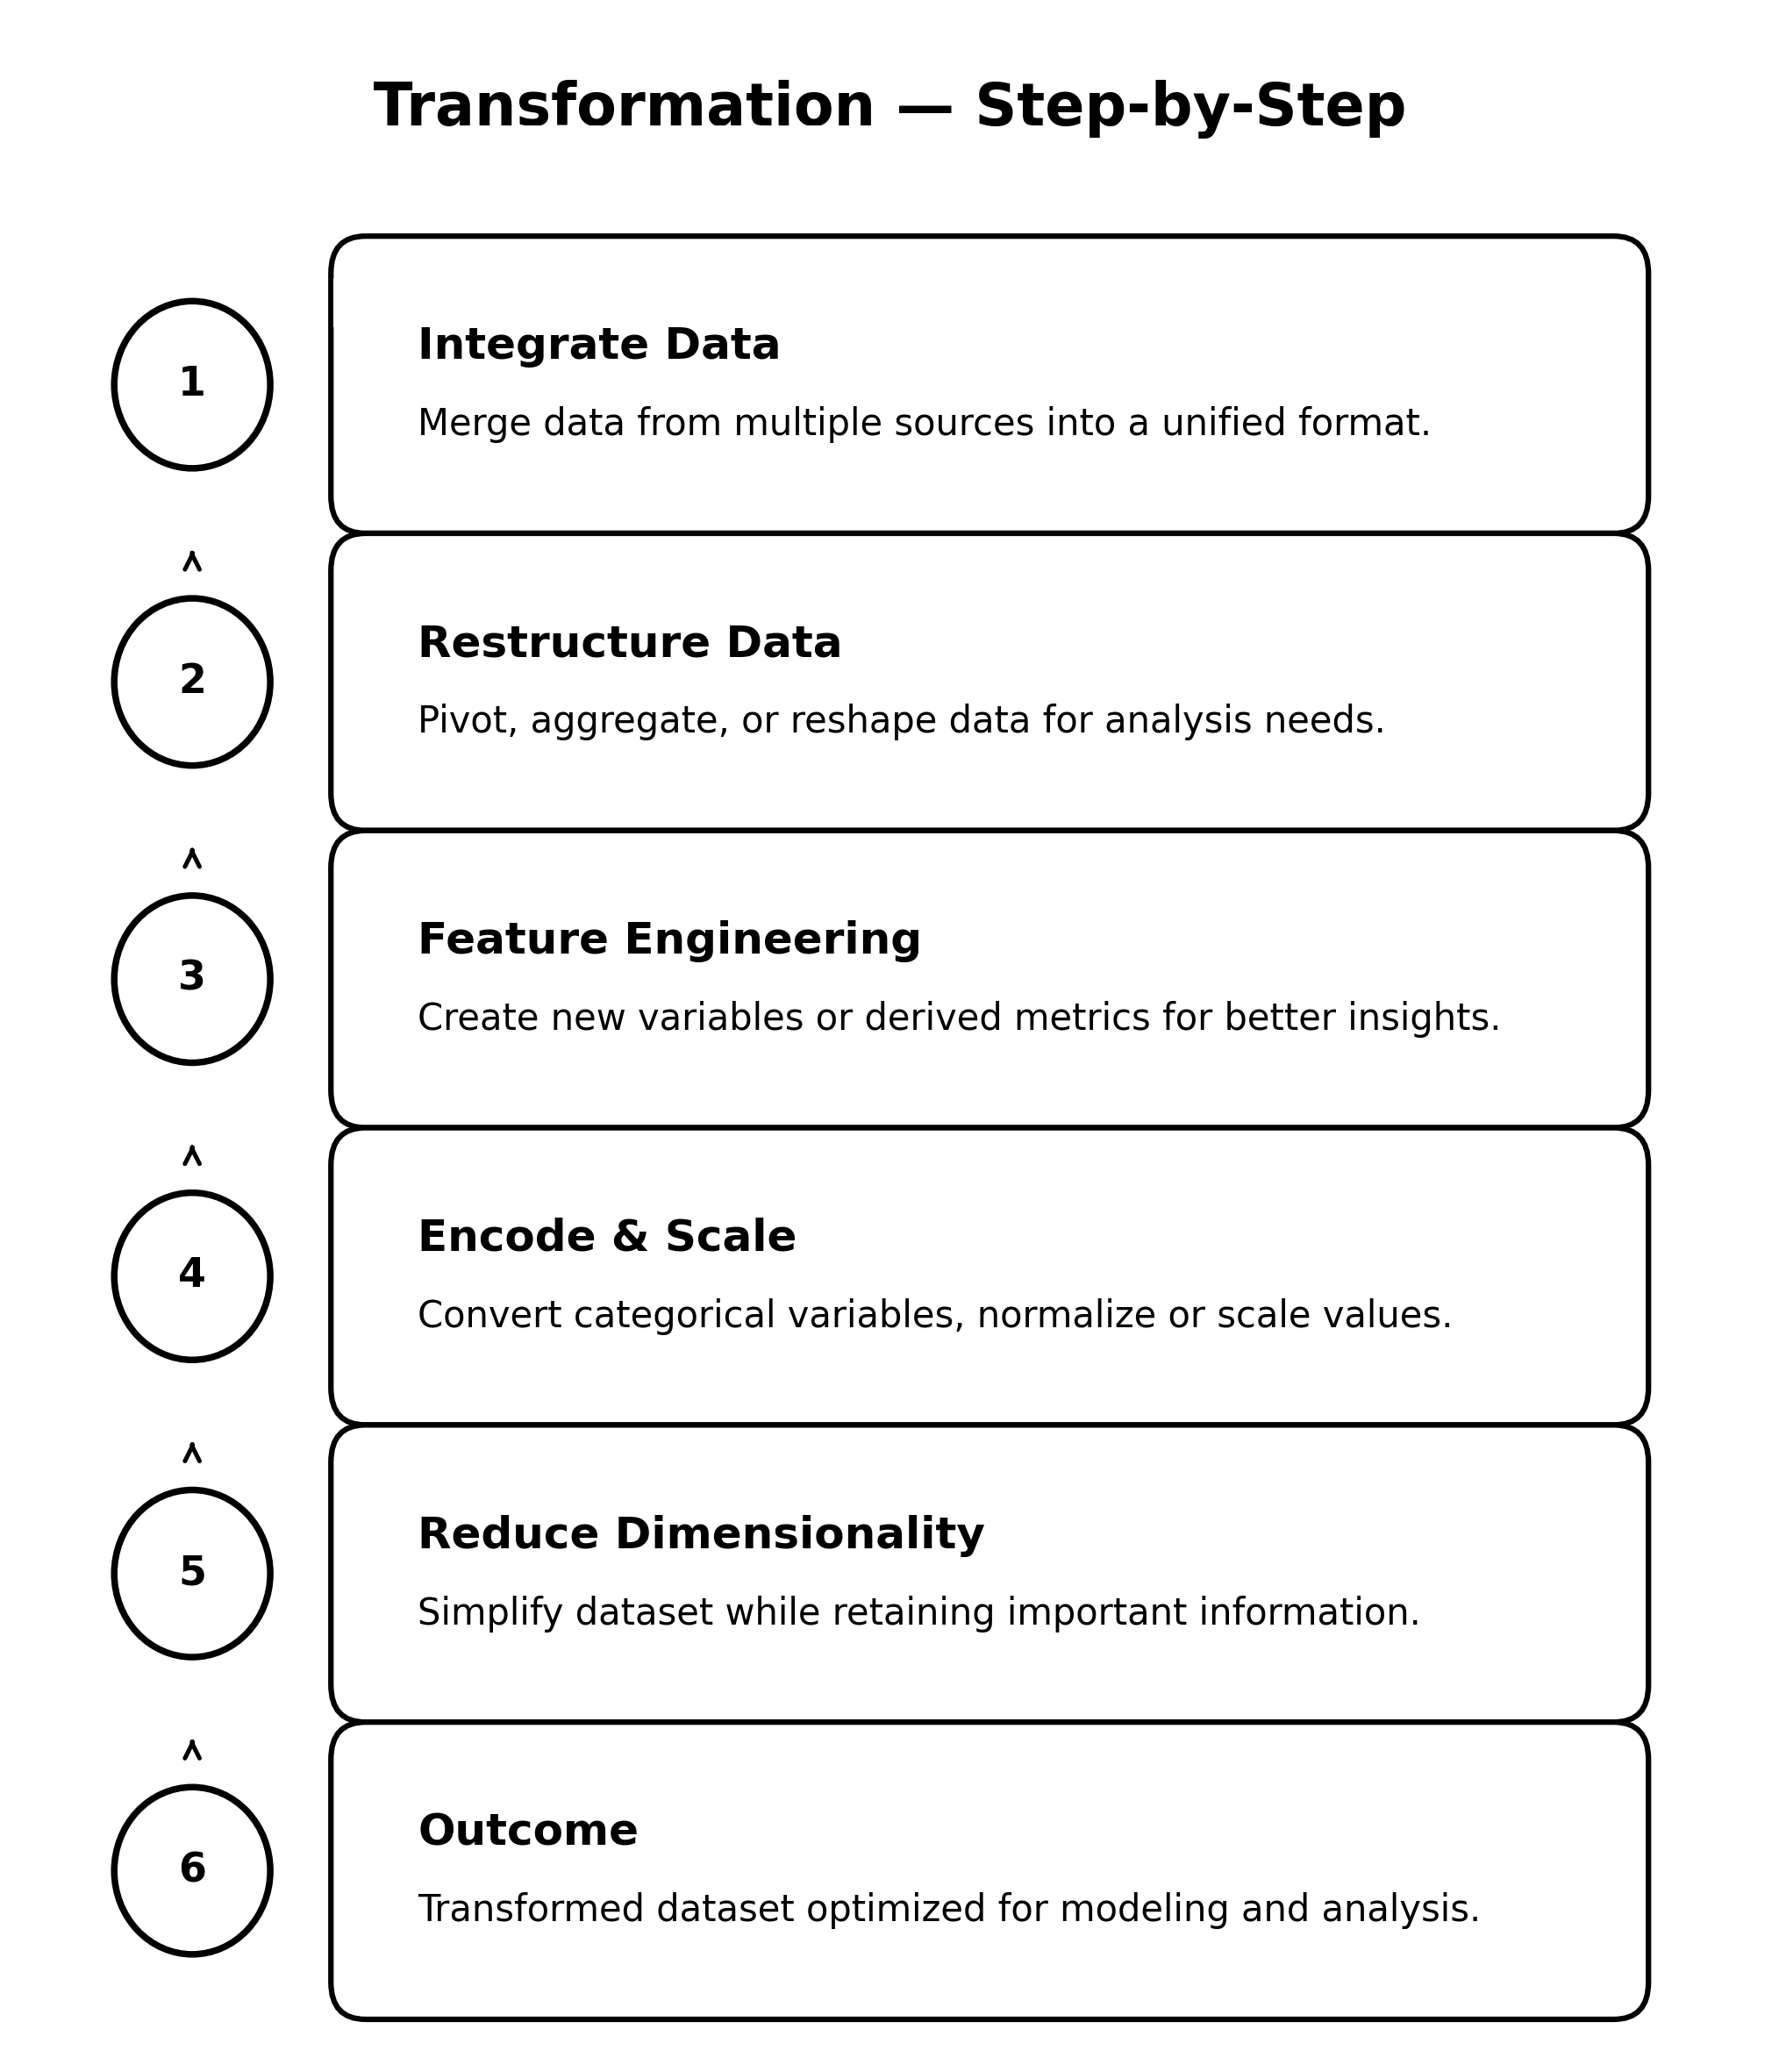 Transformation — Step-by-Step
1
Integrate Data
Merge data from multiple sources into a unified format.
2
Restructure Data
Pivot, aggregate, or reshape data for analysis needs.
3
Feature Engineering
Create new variables or derived metrics for better insights.
4
Encode & Scale
Convert categorical variables, normalize or scale values.
5
Reduce Dimensionality
Simplify dataset while retaining important information.
6
Outcome
Transformed dataset optimized for modeling and analysis.